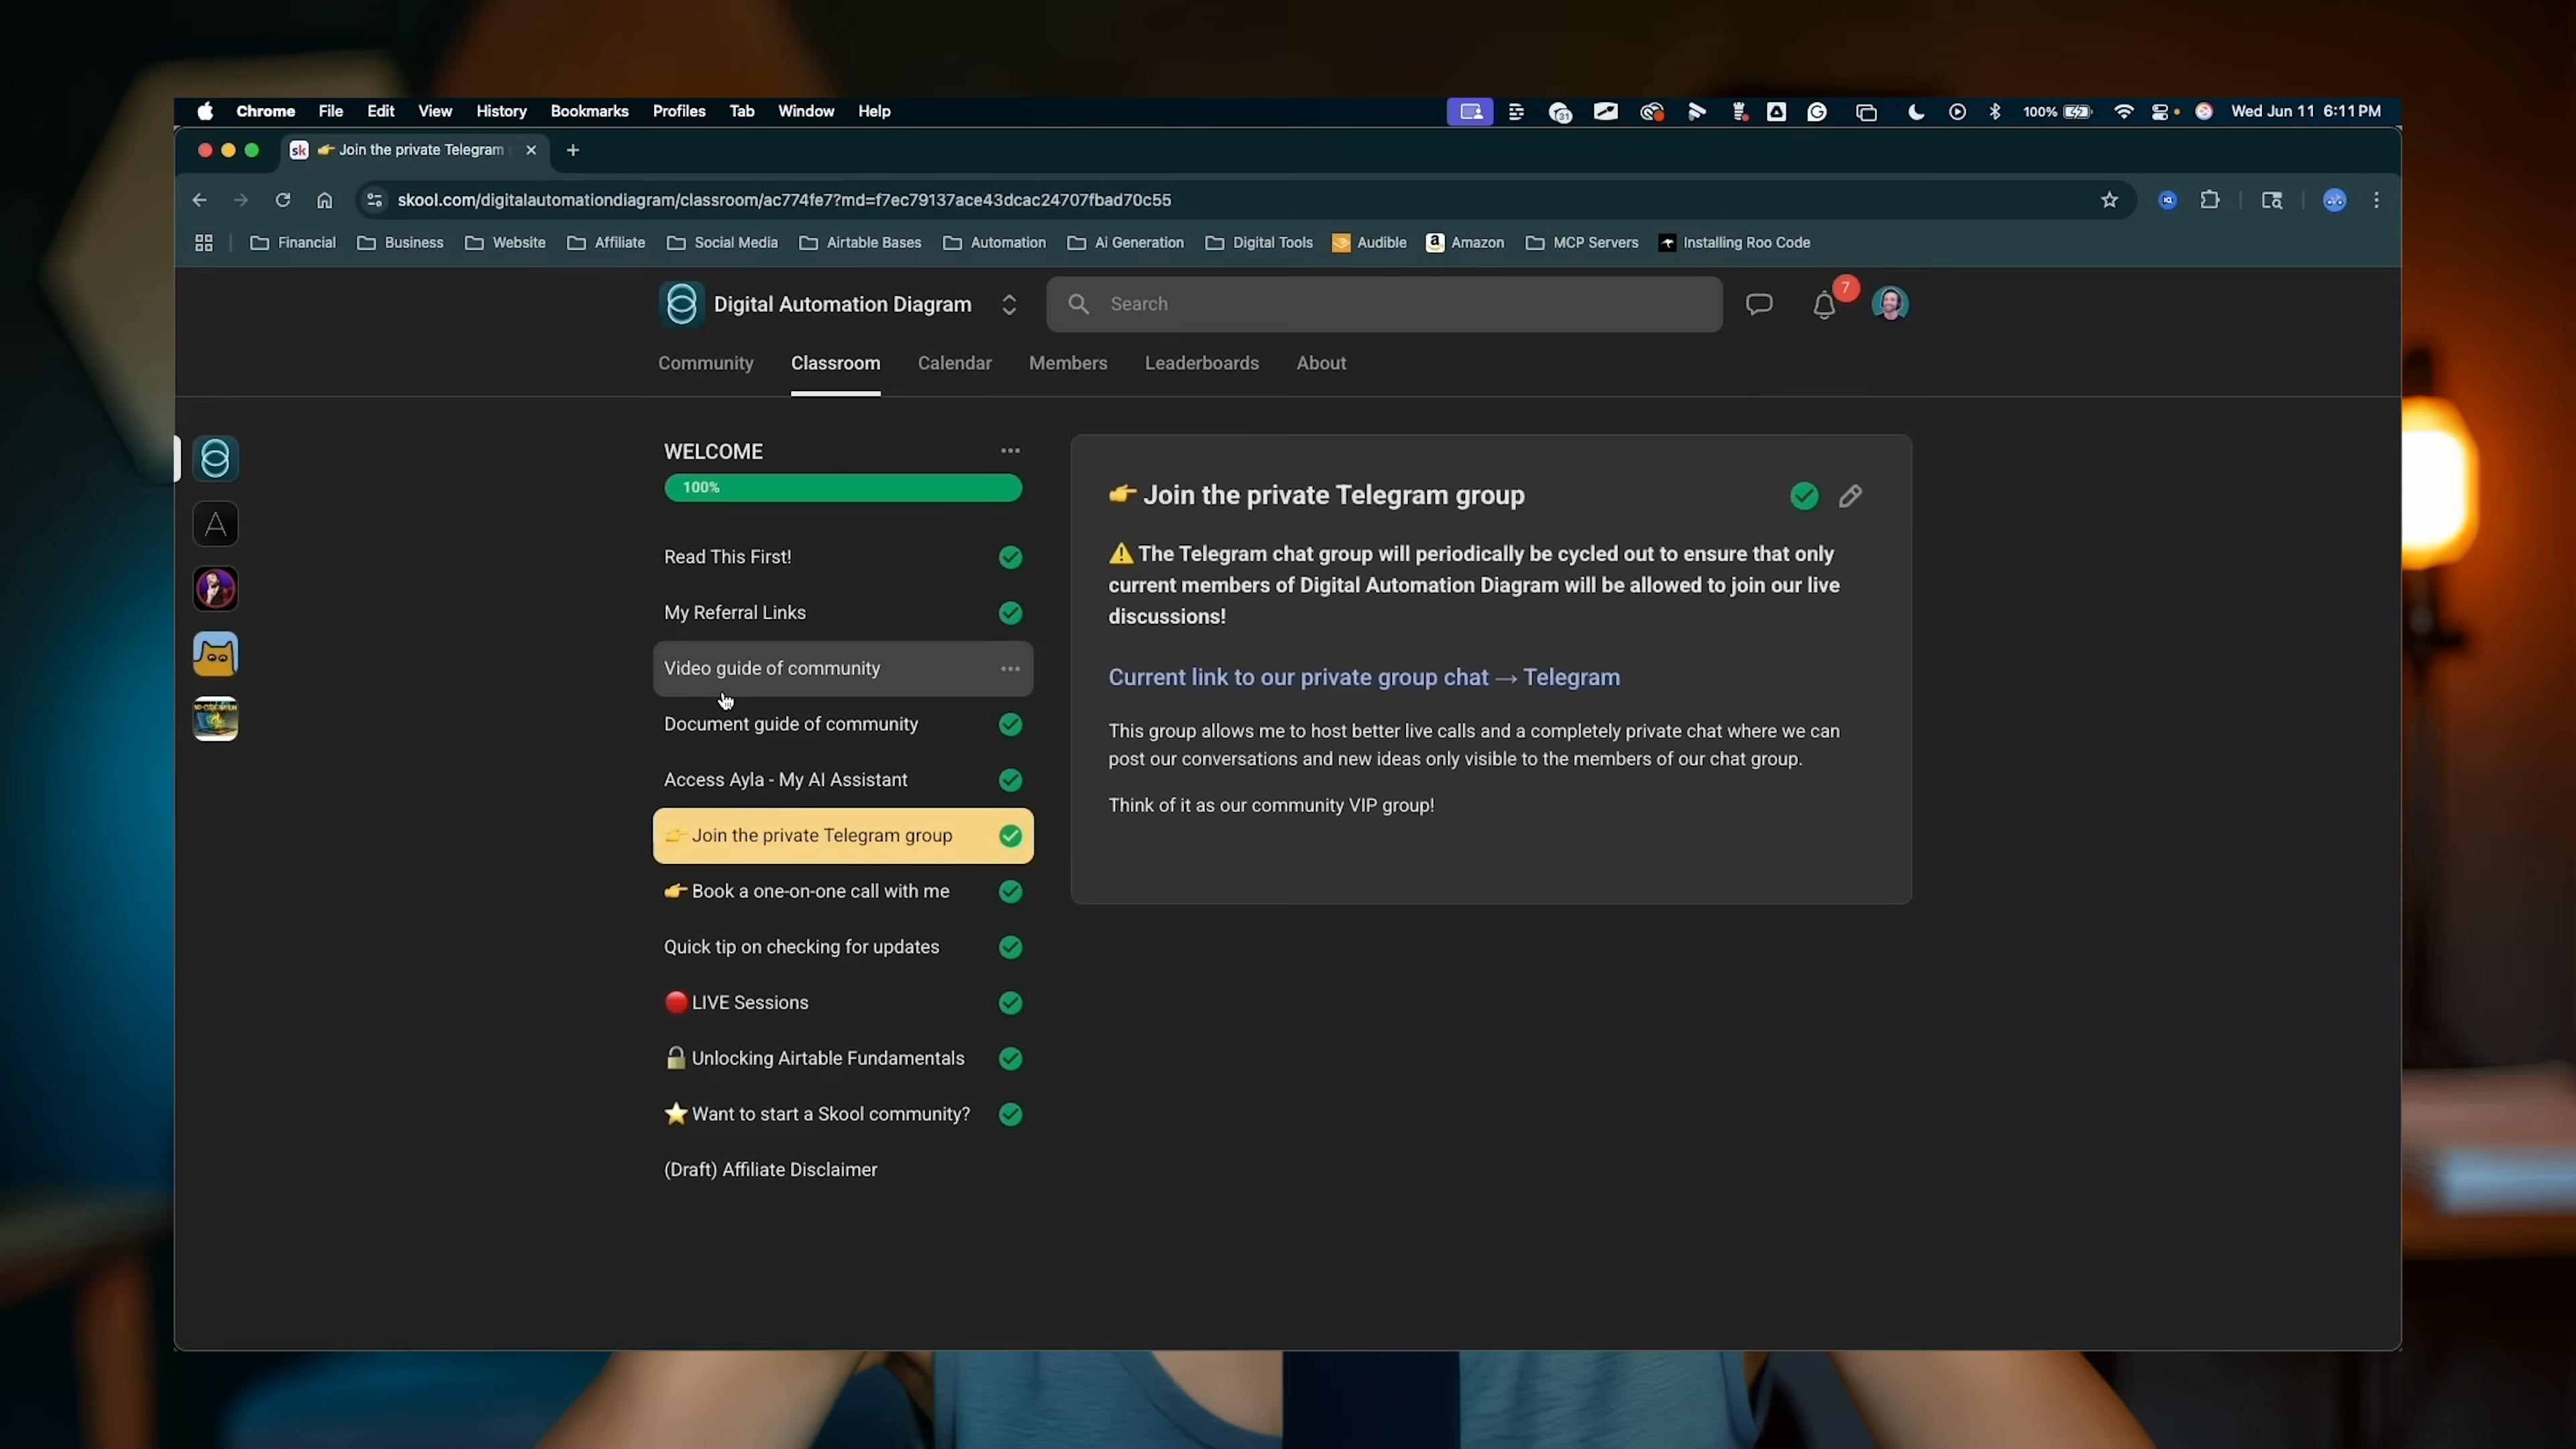 Chrome File Edit View History Bookmarks Profiles Tab Window Help
31
100%
Wed Jun 11 6:11 PM
sk 👉 Join the private Telegram
skool.com/digitalautomationdiagram/classroom/ac774fe7?md=f7ec79137ace43dcac24707fbad70c55
Financial Business Website Affiliate Social Media Airtable Bases Automation Ai Generation Digital Tools Audible Amazon MCP Servers Installing Roo Code
Digital Automation Diagram
Search
7
Community Classroom Calendar Members Leaderboards About
WELCOME
100%
Read This First!
My Referral Links
Video guide of community
Document guide of community
Access Ayla - My AI Assistant
👉 Join the private Telegram group
👉 Book a one-on-one call with me
Quick tip on checking for updates
🔴 LIVE Sessions
🔒 Unlocking Airtable Fundamentals
⭐ Want to start a Skool community?
(Draft) Affiliate Disclaimer
👉 Join the private Telegram group
⚠️ The Telegram chat group will periodically be cycled out to ensure that only
current members of Digital Automation Diagram will be allowed to join our live
discussions!
Current link to our private group chat → Telegram
This group allows me to host better live calls and a completely private chat where we can
post our conversations and new ideas only visible to the members of our chat group.
Think of it as our community VIP group!